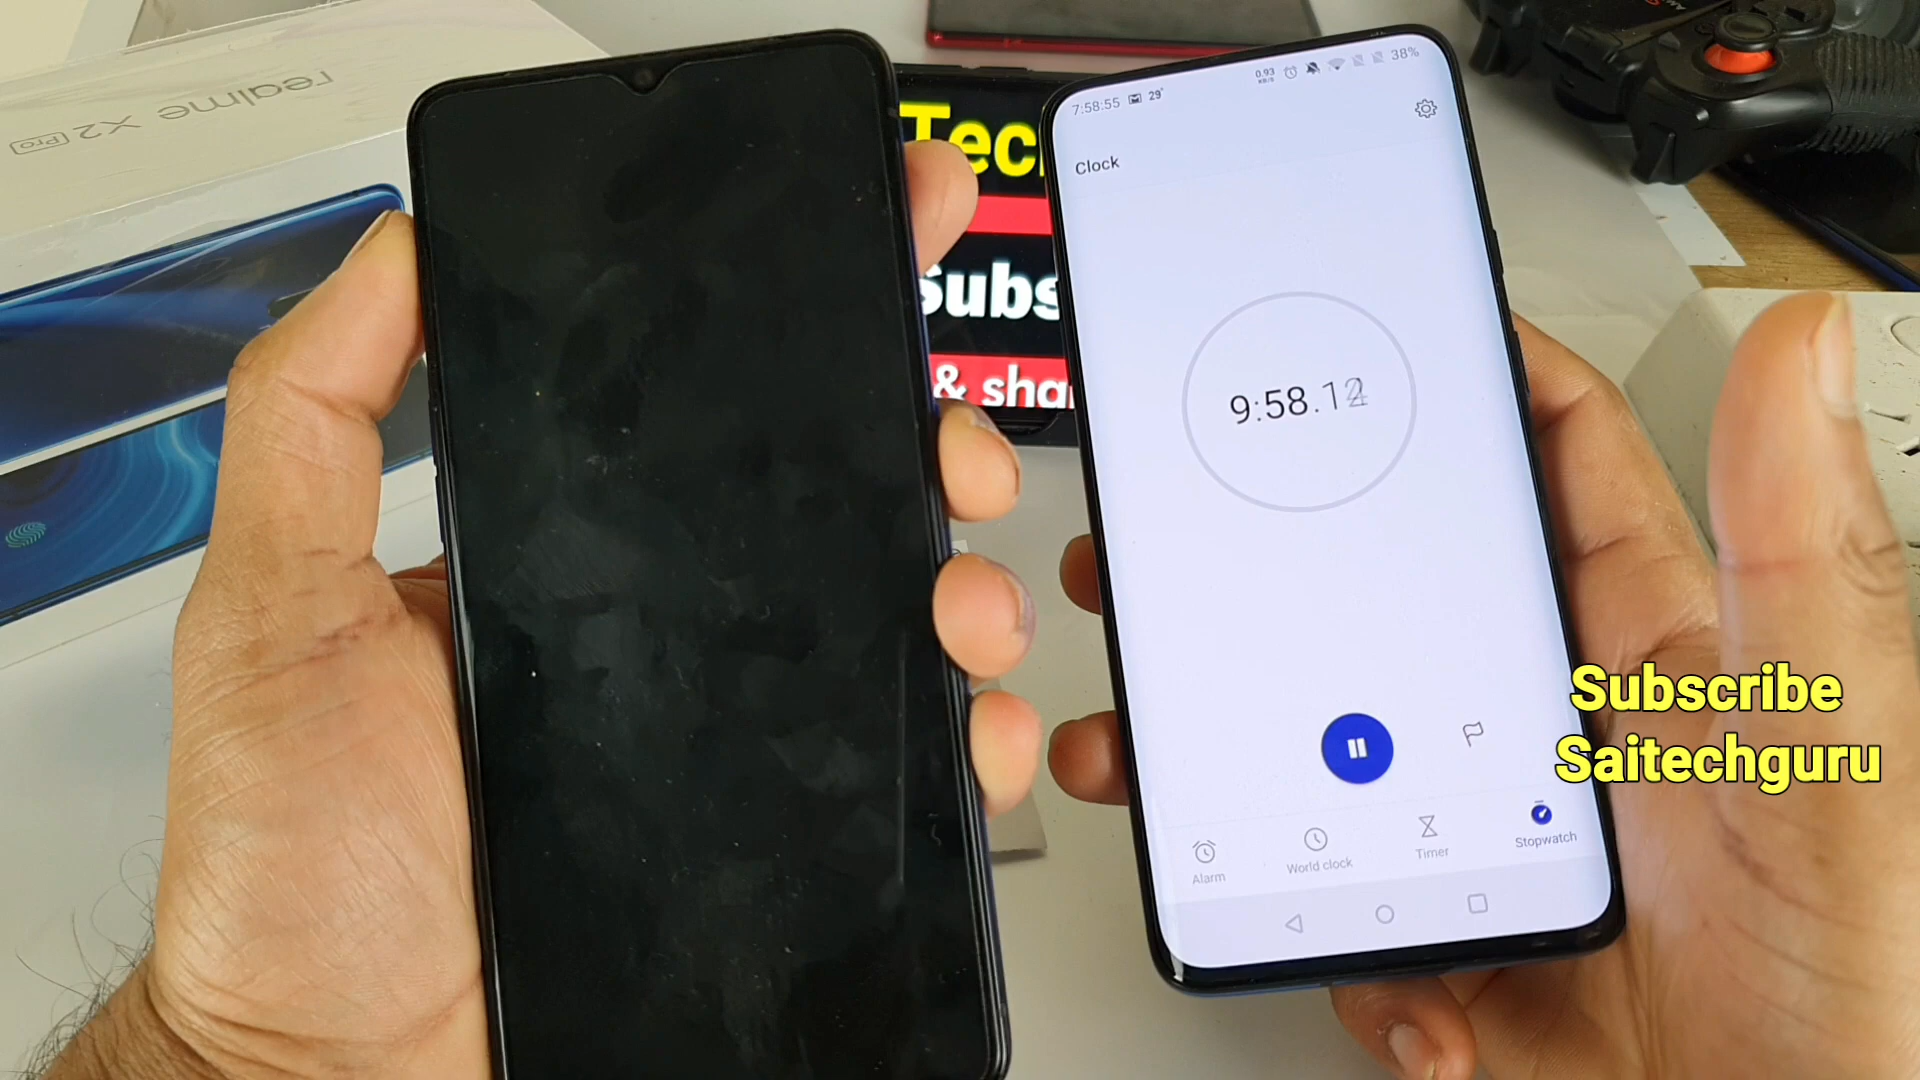 realme X2 Pro
Tec
Subs
& sha
7:58:55 29°
0.93
KB/S
38%
Clock
9:58.12
Alarm
World clock
Timer
Stopwatch
Subscribe
Saitechguru